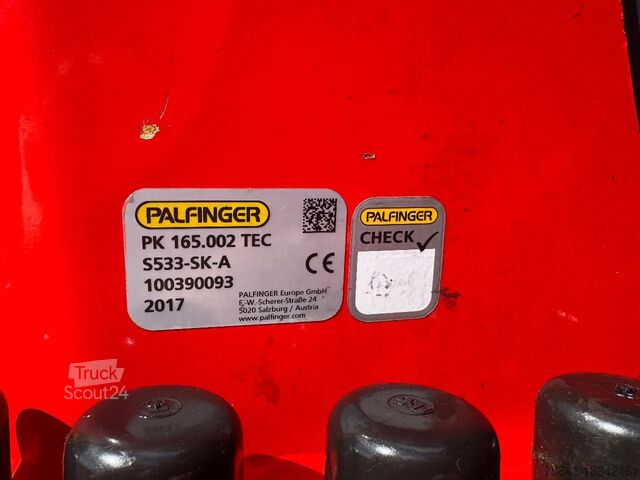 PALFINGER
PK 165.002 TEC
S533-SK-A
100390093
2017
CE
PALFINGER Europe GmbH
F.-W.-Scherer-Straße 24
5020 Salzburg / Austria
www.palfinger.com
PALFINGER
CHECK
Truck
Scout24